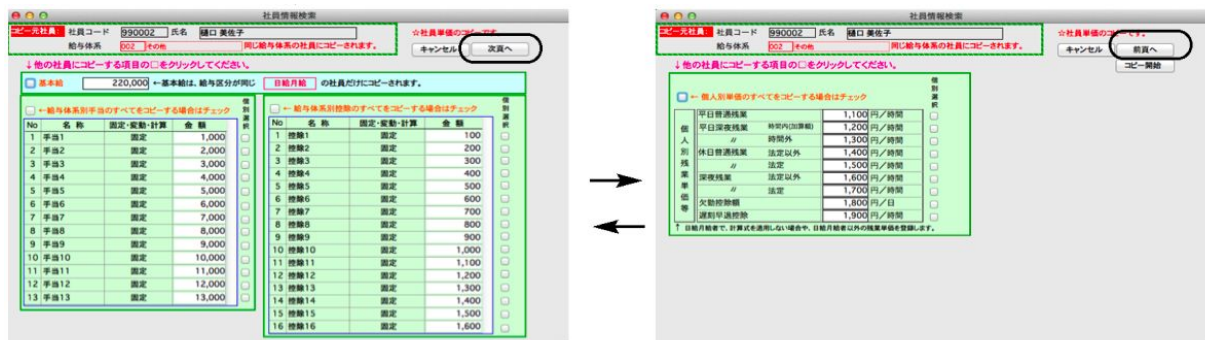 社員情報検索
コピー元社員: 社員コード 990002 氏名 樋口 美佐子 ☆社員単価のコピーです。
給与体系 002 その他 同じ給与体系の社員にコピーされます。 キャンセル 次頁へ
↓他の社員にコピーする項目の□をクリックしてください。
基本給 220,000 ←基本給は、給与区分が同じ 日給月給 の社員だけにコピーされます。
←給与体系別手当のすべてをコピーする場合はチェック 個別選択
No 名 称 固定・変動・計算 金 額
1 手当1 固定 1,000
2 手当2 固定 2,000
3 手当3 固定 3,000
4 手当4 固定 4,000
5 手当5 固定 5,000
6 手当6 固定 6,000
7 手当7 固定 7,000
8 手当8 固定 8,000
9 手当9 固定 9,000
10 手当10 固定 10,000
11 手当11 固定 11,000
12 手当12 固定 12,000
13 手当13 固定 13,000
← 給与体系別控除のすべてをコピーする場合はチェック 個別選択
No 名 称 固定・変動・計算 金 額
1 控除1 固定 100
2 控除2 固定 200
3 控除3 固定 300
4 控除4 固定 400
5 控除5 固定 500
6 控除6 固定 600
7 控除7 固定 700
8 控除8 固定 800
9 控除9 固定 900
10 控除10 固定 1,000
11 控除11 固定 1,100
12 控除12 固定 1,200
13 控除13 固定 1,300
14 控除14 固定 1,400
15 控除15 固定 1,500
16 控除16 固定 1,600
社員情報検索
コピー元社員: 社員コード 990002 氏名 樋口 美佐子 ☆社員単価のコピーです。
給与体系 002 その他 同じ給与体系の社員にコピーされます。 キャンセル 前頁へ
↓他の社員にコピーする項目の□をクリックしてください。 コピー開始
← 個人別単価のすべてをコピーする場合はチェック 個別選択
個人別残業単価等
平日普通残業 1,100 円／時間
平日深夜残業 時間内(加算額) 1,200 円／時間
〃 時間外 1,300 円／時間
休日普通残業 法定以外 1,400 円／時間
〃 法定 1,500 円／時間
深夜残業 法定以外 1,600 円／時間
〃 法定 1,700 円／時間
欠勤控除額 1,800 円／日
遅刻早退控除 1,900 円／時間
↑ 日給月給者で、計算式を適用しない場合や、日給月給者以外の残業単価を登録します。